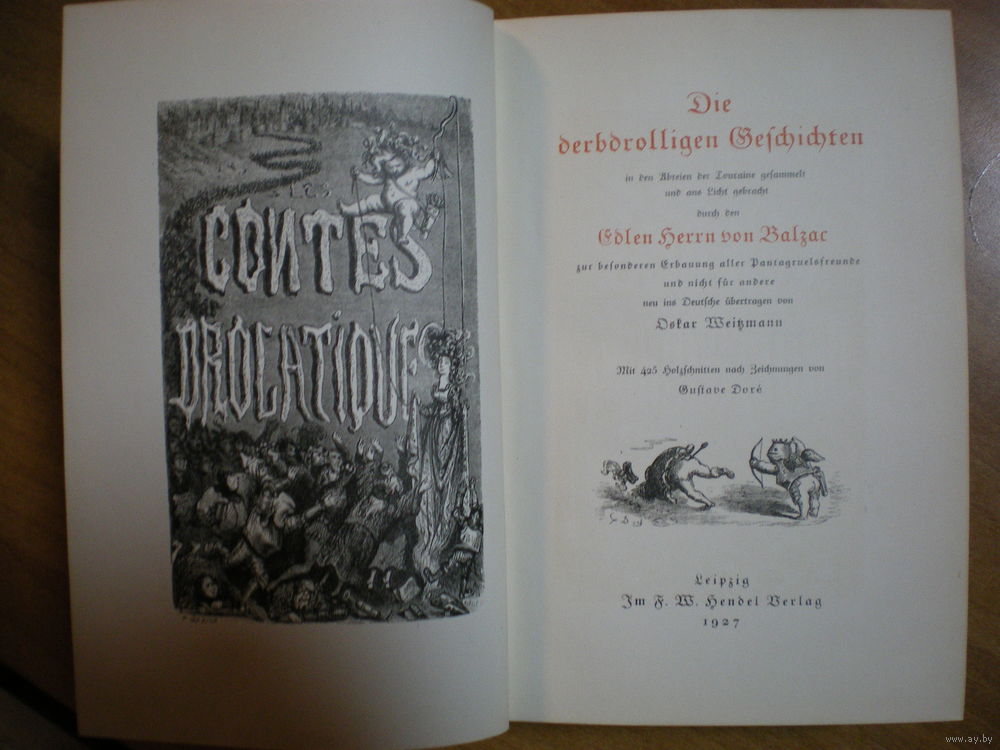 LES
CONTES
DROLATIQUES
Die
derbdrolligen Geschichten
in den Abteien der Touraine gesammelt
und ans Licht gebracht
durch den
Edlen Herrn von Balzac
zur besonderen Erbauung aller Pantagruelsfreunde
und nicht für andere
neu ins Deutsche übertragen von
Oskar Weitzmann
Mit 425 Holzschnitten nach Zeichnungen von
Gustave Doré
Leipzig
Im F. W. Hendel Verlag
1927
www.ay.by